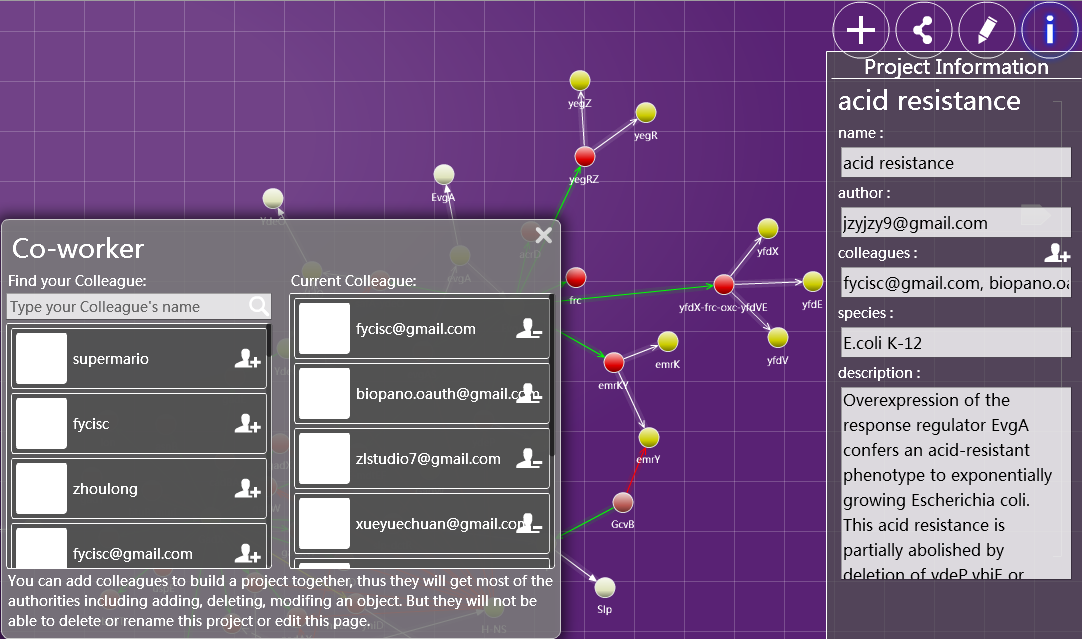 Project Information
acid resistance
name :
acid resistance
author :
jzyjzy9@gmail.com
colleagues :
fycisc@gmail.com, biopano.oa
species :
E.coli K-12
description :
Overexpression of the
response regulator EvgA
confers an acid-resistant
phenotype to exponentially
growing Escherichia coli.
This acid resistance is
partially abolished by
deletion of ydeP yhiE or
yegZ
yegR
yegRZ
EvgA
YdeO
evgA
acrD
frc
yfdX
yfdX-frc-oxc-yfdVE
yfdE
yfdV
emrK
emrKY
emrY
GcvB
Slp
H-NS
Co-worker
Find your Colleague:
Type your Colleague's name
supermario
fycisc
zhoulong
fycisc@gmail.com
Current Colleague:
fycisc@gmail.com
biopano.oauth@gmail.com
zlstudio7@gmail.com
xueyuechuan@gmail.com
You can add colleagues to build a project together, thus they will get most of the
authorities including adding, deleting, modifing an object. But they will not be
able to delete or rename this project or edit this page.